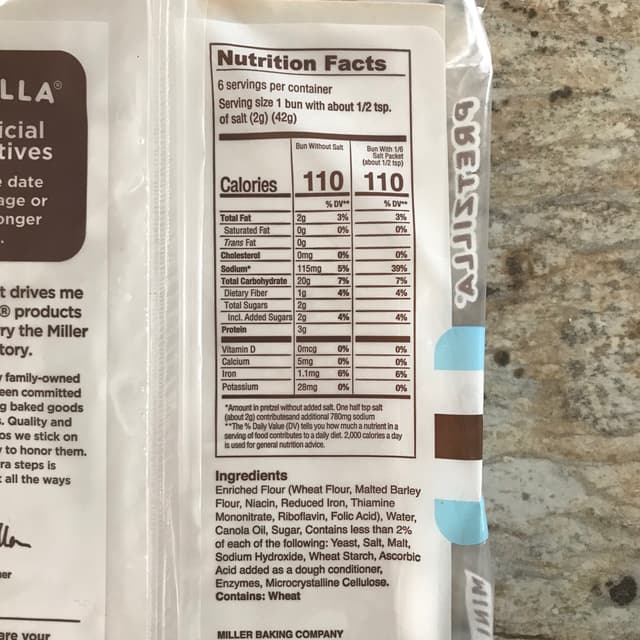 LLA®
icial
tives
date
age or
onger
.
t drives me
® products
ry the Miller
tory.
family-owned
een committed
g baked goods
. Quality and
os we stick on
to honor them.
ra steps is
all the ways
are your
Nutrition Facts
6 servings per container
Serving size 1 bun with about 1/2 tsp.
of salt (2g) (42g)
Bun Without Salt
Bun With 1/6
Salt Packet
(about 1/2 tsp)
Calories 110 110
% DV** % DV**
Total Fat 2g 3% 3%
Saturated Fat 0g 0% 0%
Trans Fat 0g
Cholesterol 0mg 0% 0%
Sodium* 115mg 5% 39%
Total Carbohydrate 20g 7% 7%
Dietary Fiber 1g 4% 4%
Total Sugars 2g
Incl. Added Sugars 2g 4% 4%
Protein 3g
Vitamin D 0mcg 0% 0%
Calcium 5mg 0% 0%
Iron 1.1mg 6% 6%
Potassium 28mg 0% 0%
*Amount in pretzel without added salt. One half tsp salt
(about 2g) contributesand additional 780mg sodium
**The % Daily Value (DV) tells you how much a nutrient in a
serving of food contributes to a daily diet. 2,000 calories a day
is used for general nutrition advice.
Ingredients
Enriched Flour (Wheat Flour, Malted Barley
Flour, Niacin, Reduced Iron, Thiamine
Mononitrate, Riboflavin, Folic Acid), Water,
Canola Oil, Sugar, Contains less than 2%
of each of the following: Yeast, Salt, Malt,
Sodium Hydroxide, Wheat Starch, Ascorbic
Acid added as a dough conditioner,
Enzymes, Microcrystalline Cellulose.
Contains: Wheat
MILLER BAKING COMPANY
PRETZILLA
MINI